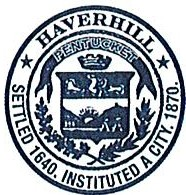 HAVERHILL
PENTUCKET
SETTLED 1640. INSTITUTED A CITY. 1870.